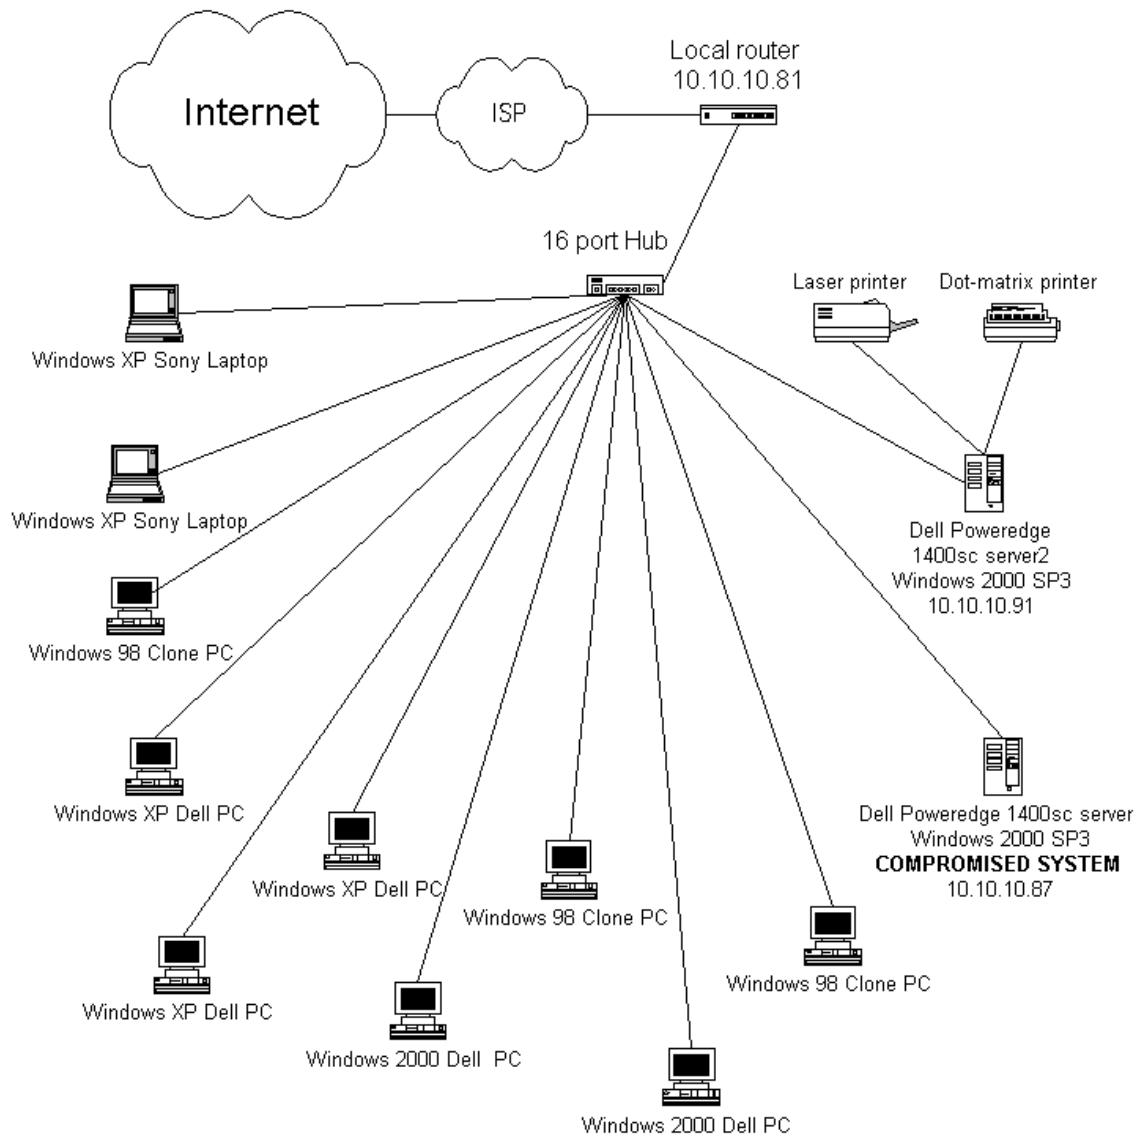 Local router
10.10.10.81
Internet
ISP
16 port Hub
Laser printer
Dot-matrix printer
Windows XP Sony Laptop
Windows XP Sony Laptop
Dell Poweredge
1400sc server2
Windows 2000 SP3
10.10.10.91
Windows 98 Clone PC
Windows XP Dell PC
Dell Poweredge 1400sc server
Windows 2000 SP3
COMPROMISED SYSTEM
10.10.10.87
Windows XP Dell PC
Windows 98 Clone PC
Windows 98 Clone PC
Windows XP Dell PC
Windows 2000 Dell  PC
Windows 2000 Dell PC